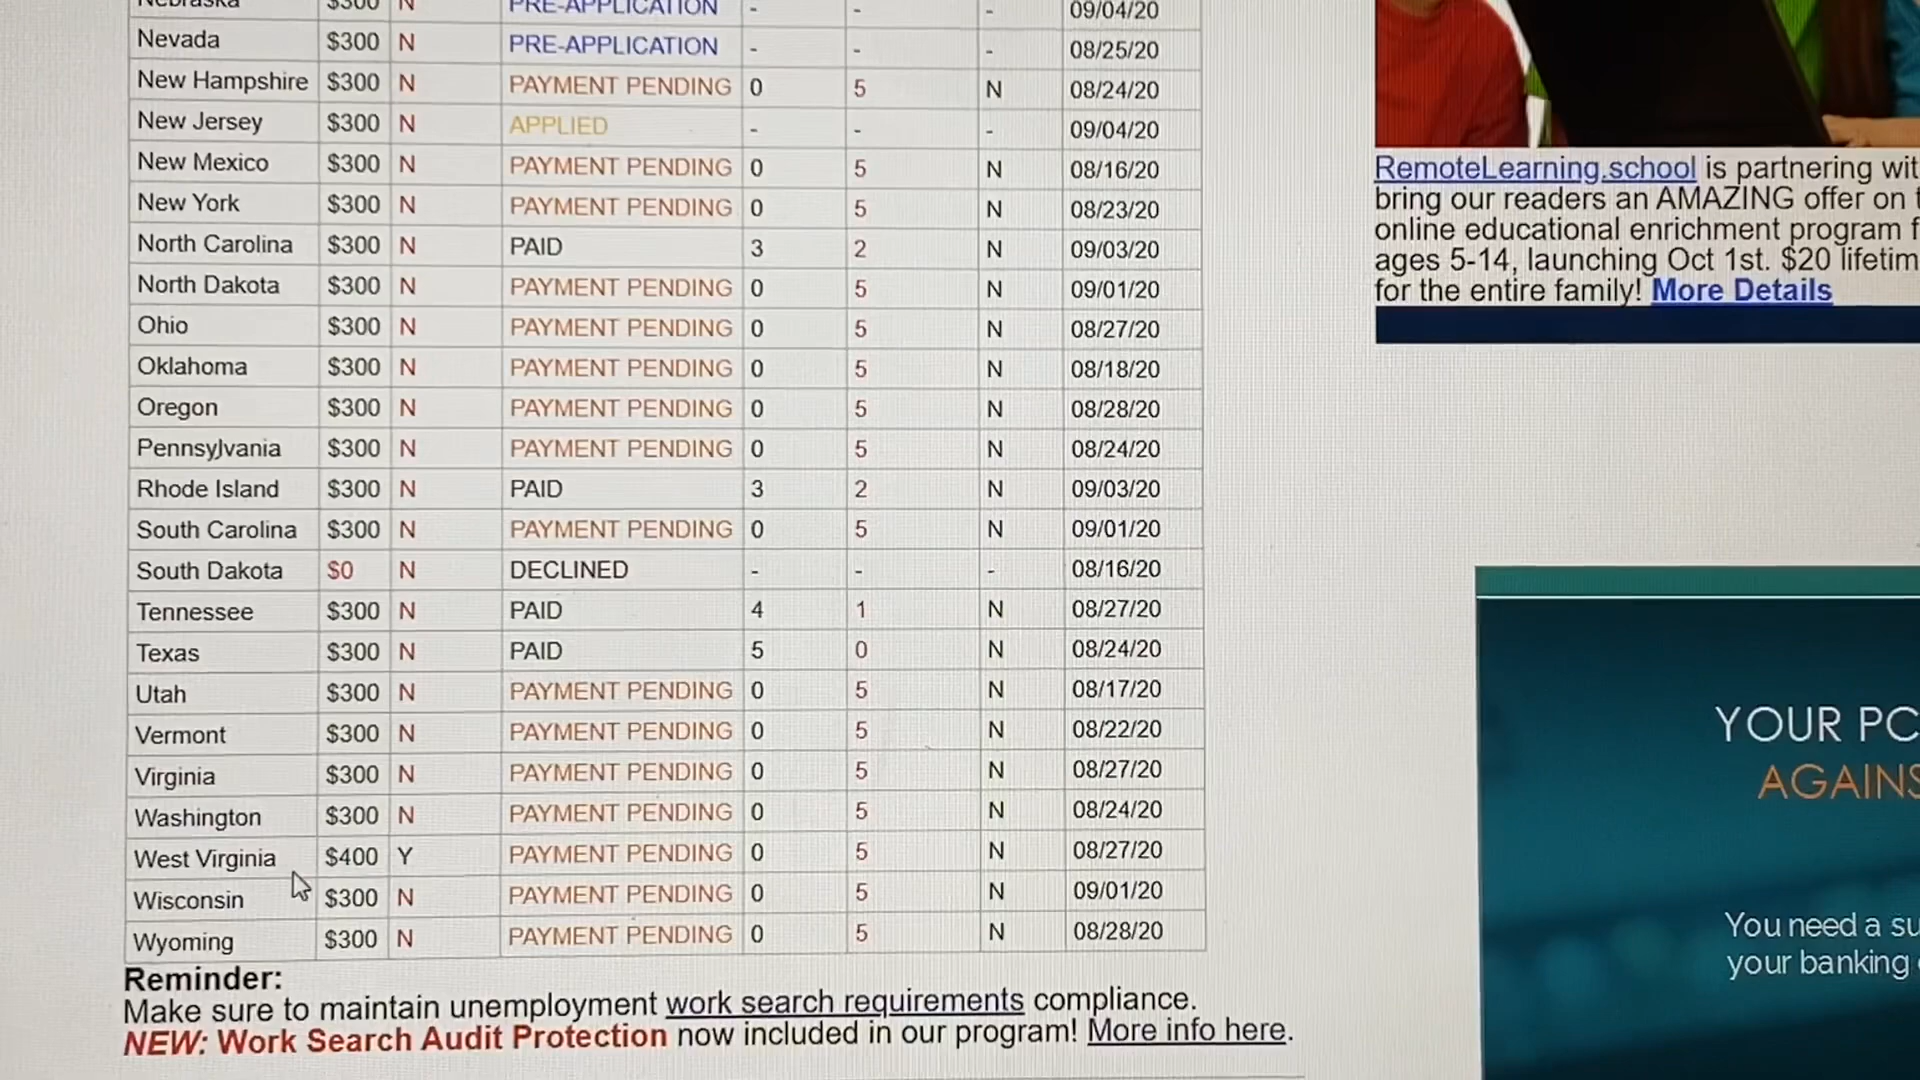 Nebraska $300 N PRE-APPLICATION - - - 09/04/20
Nevada $300 N PRE-APPLICATION - - - 08/25/20
New Hampshire $300 N PAYMENT PENDING 0 5 N 08/24/20
New Jersey $300 N APPLIED - - - 09/04/20
New Mexico $300 N PAYMENT PENDING 0 5 N 08/16/20
New York $300 N PAYMENT PENDING 0 5 N 08/23/20
North Carolina $300 N PAID 3 2 N 09/03/20
North Dakota $300 N PAYMENT PENDING 0 5 N 09/01/20
Ohio $300 N PAYMENT PENDING 0 5 N 08/27/20
Oklahoma $300 N PAYMENT PENDING 0 5 N 08/18/20
Oregon $300 N PAYMENT PENDING 0 5 N 08/28/20
Pennsylvania $300 N PAYMENT PENDING 0 5 N 08/24/20
Rhode Island $300 N PAID 3 2 N 09/03/20
South Carolina $300 N PAYMENT PENDING 0 5 N 09/01/20
South Dakota $0 N DECLINED - - - 08/16/20
Tennessee $300 N PAID 4 1 N 08/27/20
Texas $300 N PAID 5 0 N 08/24/20
Utah $300 N PAYMENT PENDING 0 5 N 08/17/20
Vermont $300 N PAYMENT PENDING 0 5 N 08/22/20
Virginia $300 N PAYMENT PENDING 0 5 N 08/27/20
Washington $300 N PAYMENT PENDING 0 5 N 08/24/20
West Virginia $400 Y PAYMENT PENDING 0 5 N 08/27/20
Wisconsin $300 N PAYMENT PENDING 0 5 N 09/01/20
Wyoming $300 N PAYMENT PENDING 0 5 N 08/28/20
Reminder:
Make sure to maintain unemployment work search requirements compliance.
NEW: Work Search Audit Protection now included in our program! More info here.
RemoteLearning.school is partnering wit
bring our readers an AMAZING offer on
online educational enrichment program
ages 5-14, launching Oct 1st. $20 lifetim
for the entire family! More Details
YOUR PC
AGAINS
You need a su
your banking